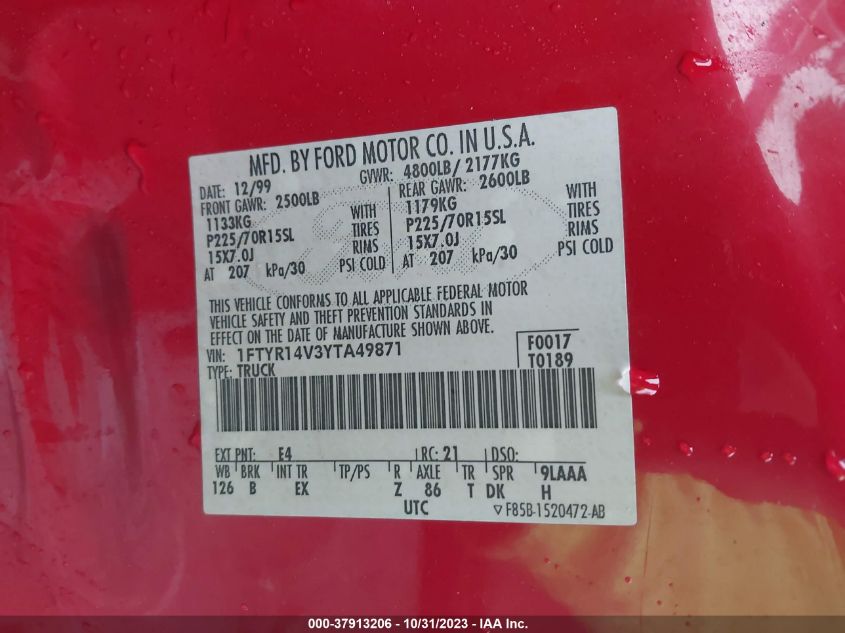 MFD. BY FORD MOTOR CO. IN U.S.A.
DATE: 12/99 GVWR: 4800LB/ 2177KG
FRONT GAWR: 2500LB REAR GAWR: 2600LB
1133KG WITH 1179KG WITH
P225/70R15SL TIRES P225/70R15SL TIRES
15X7.0J RIMS 15X7.0J RIMS
AT 207 kPa/30 PSI COLD AT 207 kPa/30 PSI COLD
THIS VEHICLE CONFORMS TO ALL APPLICABLE FEDERAL MOTOR
VEHICLE SAFETY AND THEFT PREVENTION STANDARDS IN
EFFECT ON THE DATE OF MANUFACTURE SHOWN ABOVE.
VIN: 1FTYR14V3YTA49871 F0017
TYPE: TRUCK T0189
EXT PNT: E4 RC: 21 DSO:
WB BRK INT TR TP/PS R AXLE TR SPR 9LAAA
126 B EX Z 86 T DK H
UTC ▽ F85B-1520472-AB
000-37913206 - 10/31/2023 - IAA Inc.